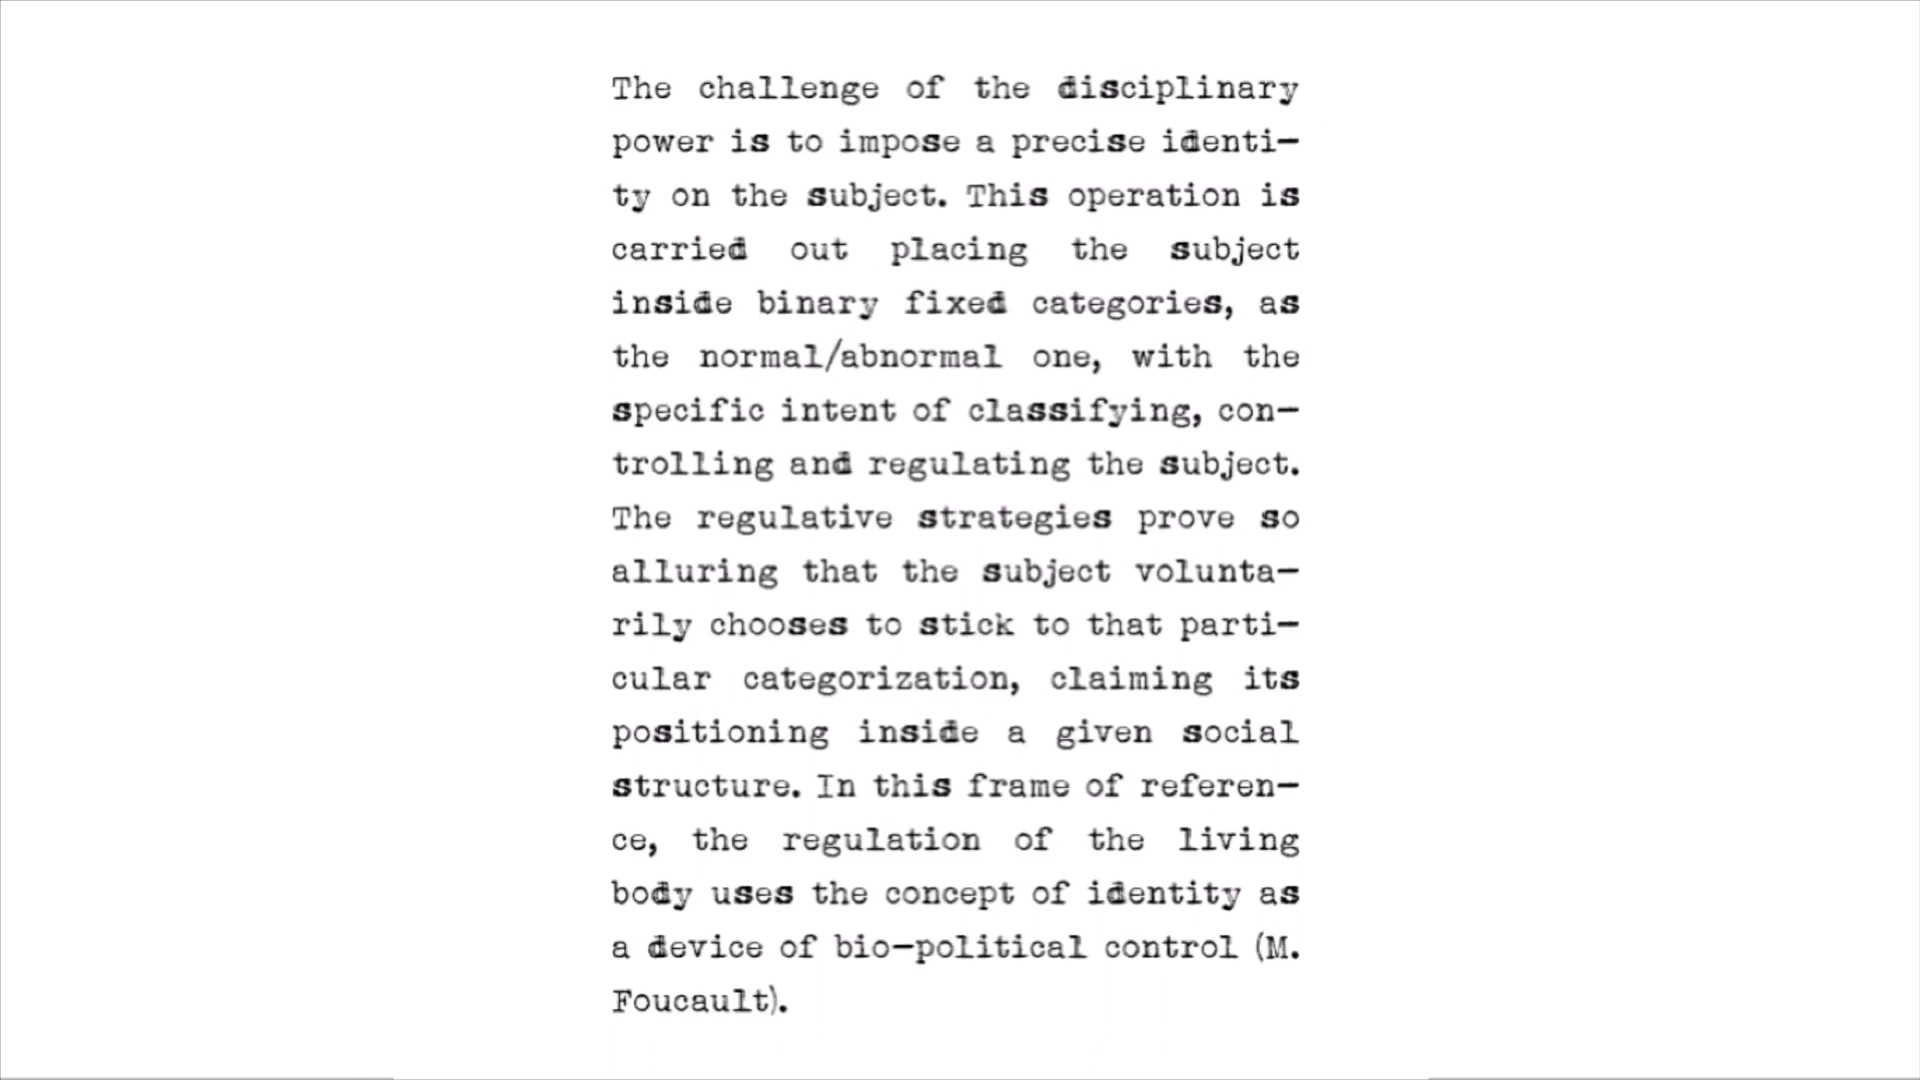 The challenge of the disciplinary
power is to impose a precise identi-
ty on the subject. This operation is
carried out placing the subject
inside binary fixed categories, as
the normal/abnormal one, with the
specific intent of classifying, con-
trolling and regulating the subject.
The regulative strategies prove so
alluring that the subject volunta-
rily chooses to stick to that parti-
cular categorization, claiming its
positioning inside a given social
structure. In this frame of referen-
ce, the regulation of the living
body uses the concept of identity as
a device of bio-political control (M.
Foucault).